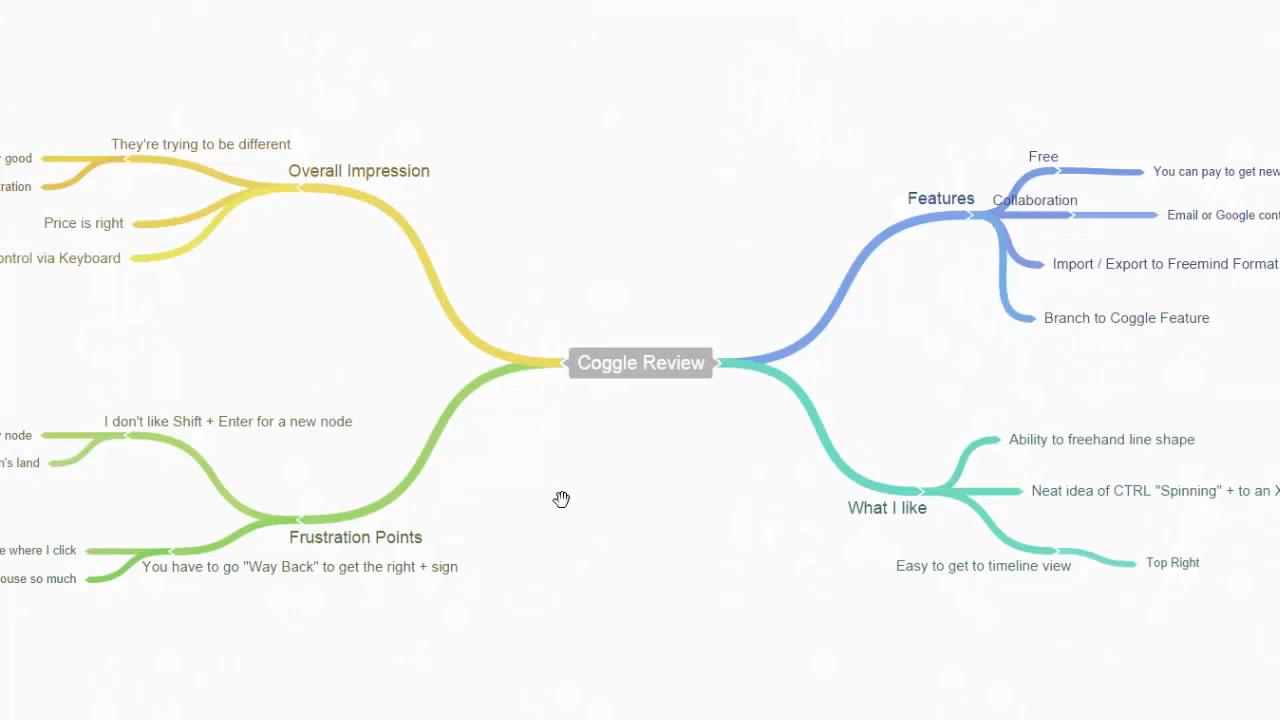 They're trying to be different
good
Overall Impression
Price is right
via Keyboard
I don't like Shift + Enter for a new node
node
land
Frustration Points
where I click
You have to go "Way Back" to get the right + sign
so much
Coggle Review
Free
You can pay to get new
Features
Collaboration
Email or Google
Import / Export to Freemind Format
Branch to Coggle Feature
Ability to freehand line shape
Neat idea of CTRL "Spinning" + to an X
What I like
Easy to get to timeline view
Top Right